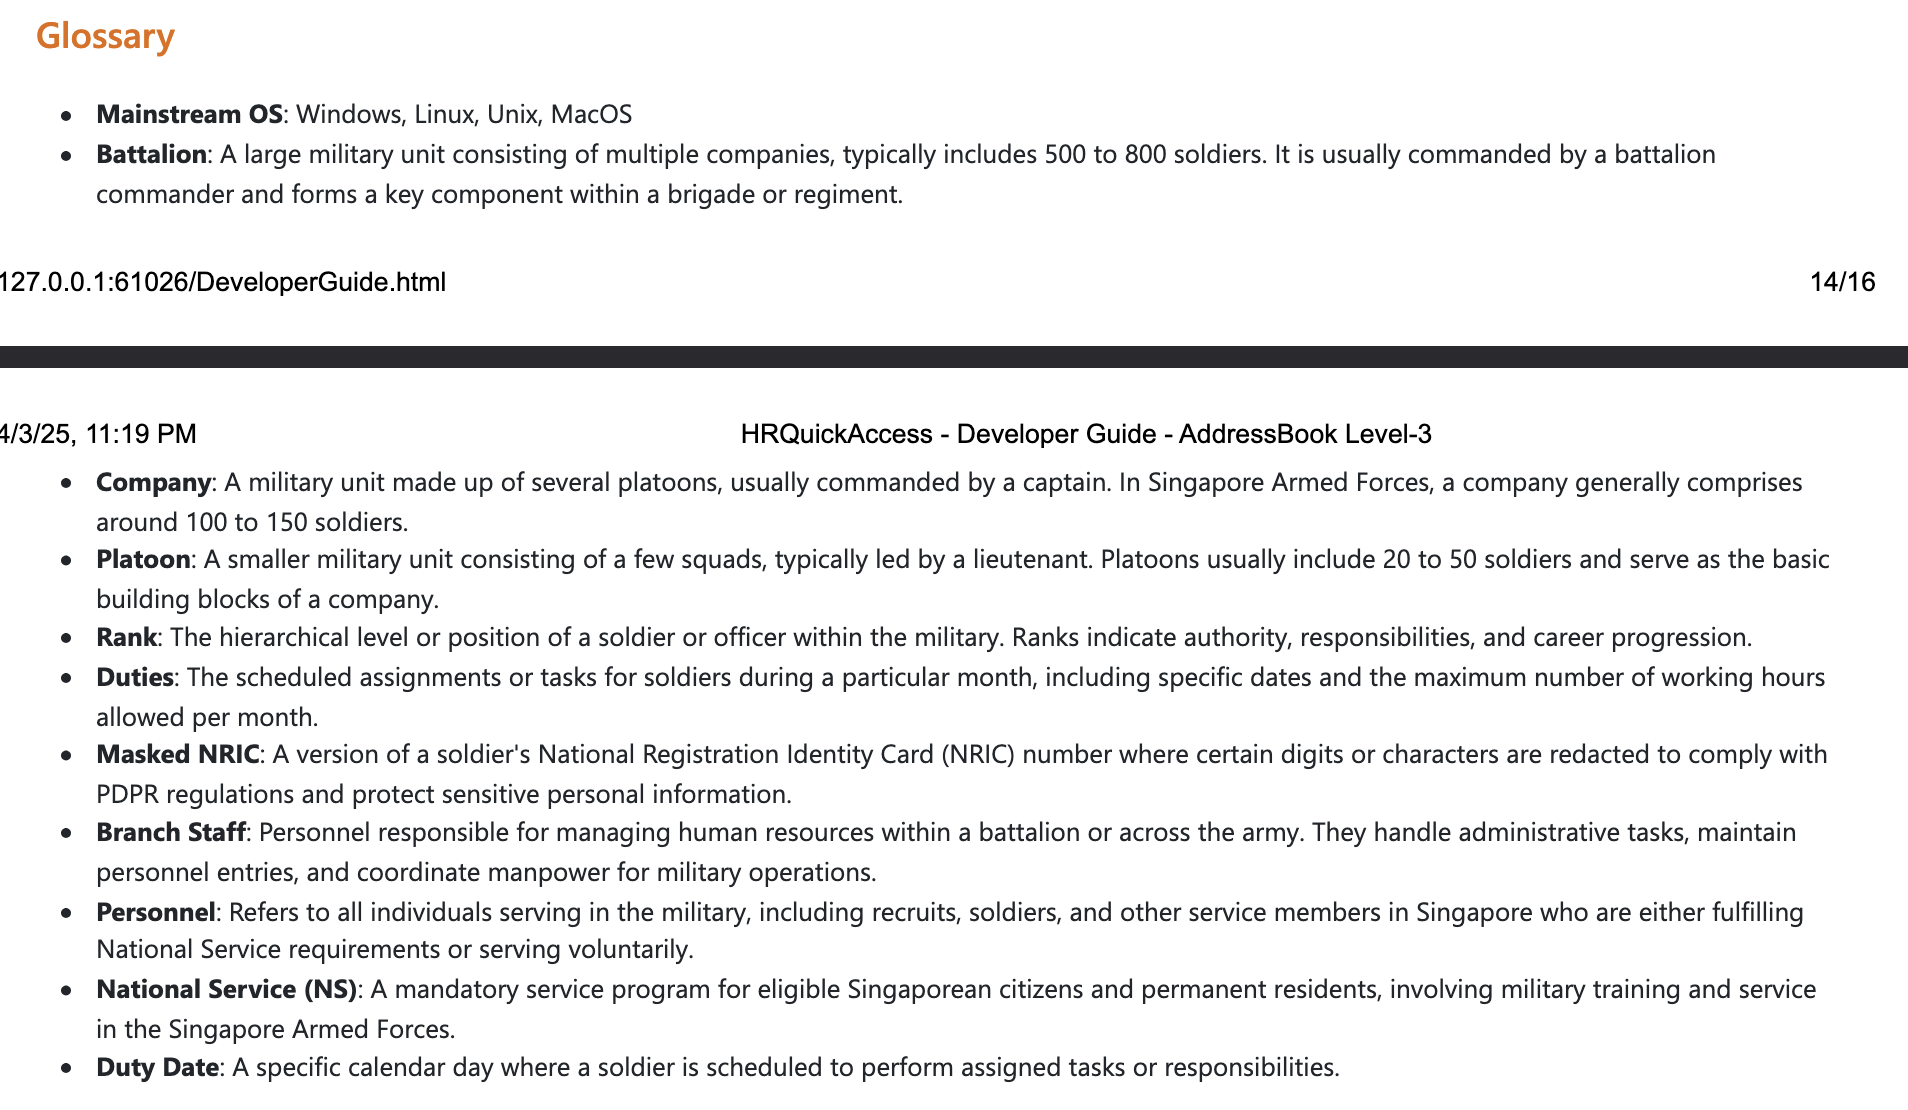 Glossary
• Mainstream OS: Windows, Linux, Unix, MacOS
• Battalion: A large military unit consisting of multiple companies, typically includes 500 to 800 soldiers. It is usually commanded by a battalion
commander and forms a key component within a brigade or regiment.
127.0.0.1:61026/DeveloperGuide.html 14/16
4/3/25, 11:19 PM HRQuickAccess - Developer Guide - AddressBook Level-3
• Company: A military unit made up of several platoons, usually commanded by a captain. In Singapore Armed Forces, a company generally comprises
around 100 to 150 soldiers.
• Platoon: A smaller military unit consisting of a few squads, typically led by a lieutenant. Platoons usually include 20 to 50 soldiers and serve as the basic
building blocks of a company.
• Rank: The hierarchical level or position of a soldier or officer within the military. Ranks indicate authority, responsibilities, and career progression.
• Duties: The scheduled assignments or tasks for soldiers during a particular month, including specific dates and the maximum number of working hours
allowed per month.
• Masked NRIC: A version of a soldier's National Registration Identity Card (NRIC) number where certain digits or characters are redacted to comply with
PDPR regulations and protect sensitive personal information.
• Branch Staff: Personnel responsible for managing human resources within a battalion or across the army. They handle administrative tasks, maintain
personnel entries, and coordinate manpower for military operations.
• Personnel: Refers to all individuals serving in the military, including recruits, soldiers, and other service members in Singapore who are either fulfilling
National Service requirements or serving voluntarily.
• National Service (NS): A mandatory service program for eligible Singaporean citizens and permanent residents, involving military training and service
in the Singapore Armed Forces.
• Duty Date: A specific calendar day where a soldier is scheduled to perform assigned tasks or responsibilities.